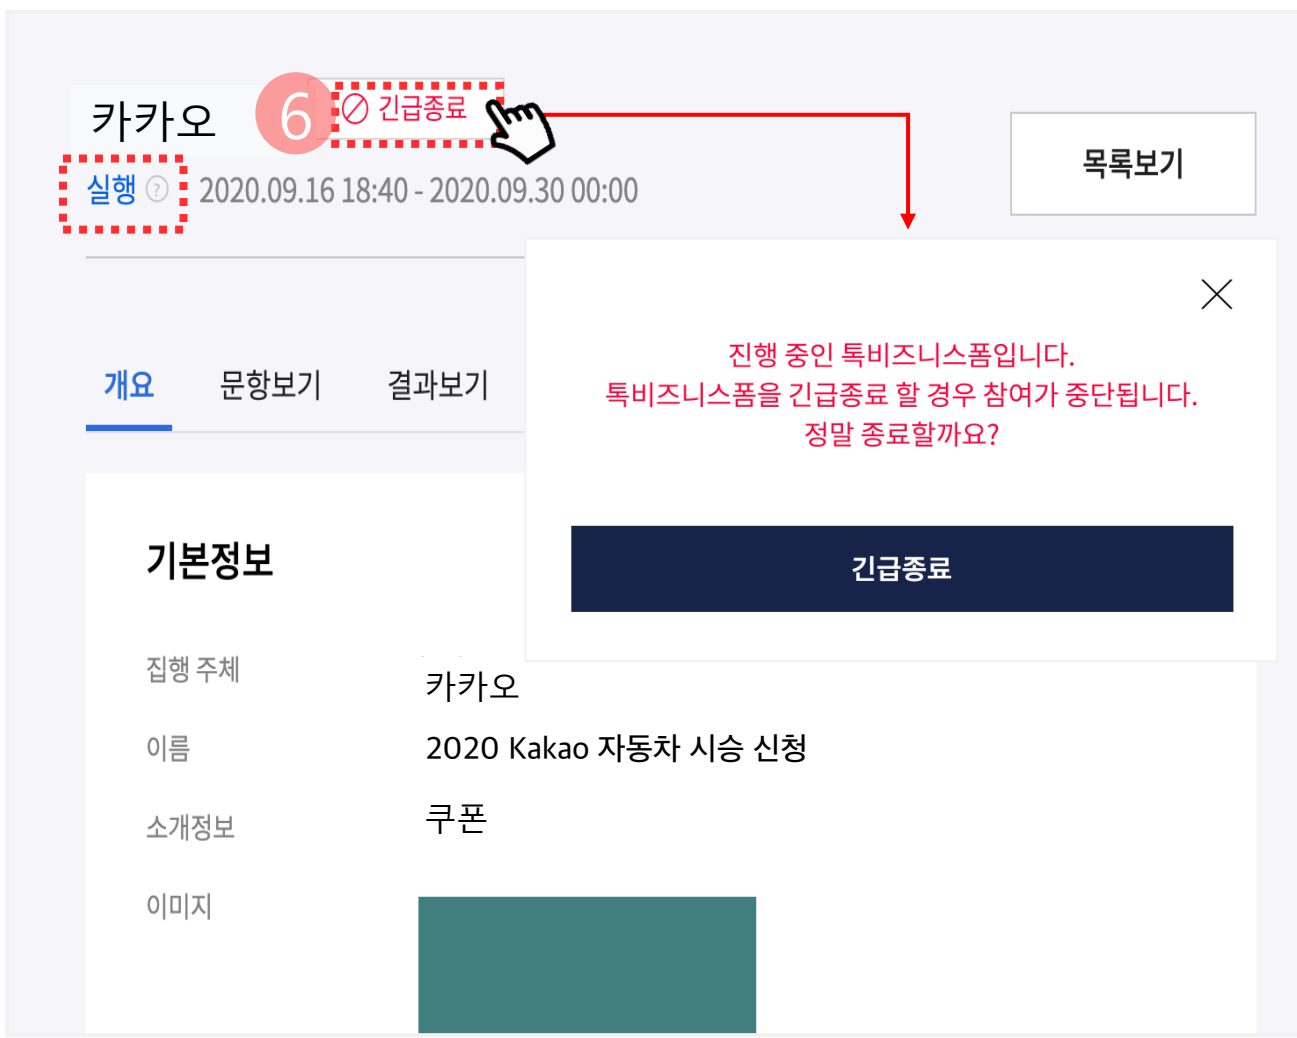 카카오
6
긴급종료
목록보기
실행 ? 2020.09.16 18:40 - 2020.09.30 00:00
진행 중인 톡비즈니스폼입니다.
톡비즈니스폼을 긴급종료 할 경우 참여가 중단됩니다.
정말 종료할까요?
긴급종료
개요 문항보기 결과보기
기본정보
집행 주체 카카오
이름 2020 Kakao 자동차 시승 신청
소개정보 쿠폰
이미지